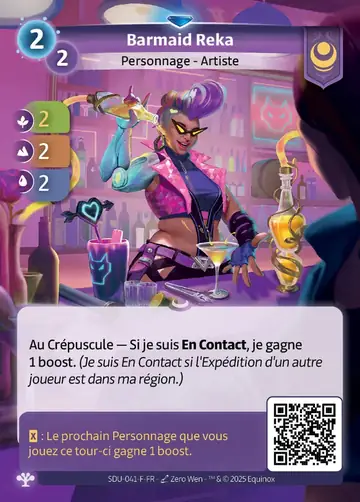 2
Barmaid Reka
2
Personnage - Artiste
2
2
2
Au Crépuscule — Si je suis En Contact, je gagne
1 boost. (Je suis En Contact si l'Expédition d'un autre
joueur est dans ma région.)
X : Le prochain Personnage que vous
jouez ce tour-ci gagne 1 boost.
SDU-041-F-FR - Zero Wen - ™ & © 2025 Equinox